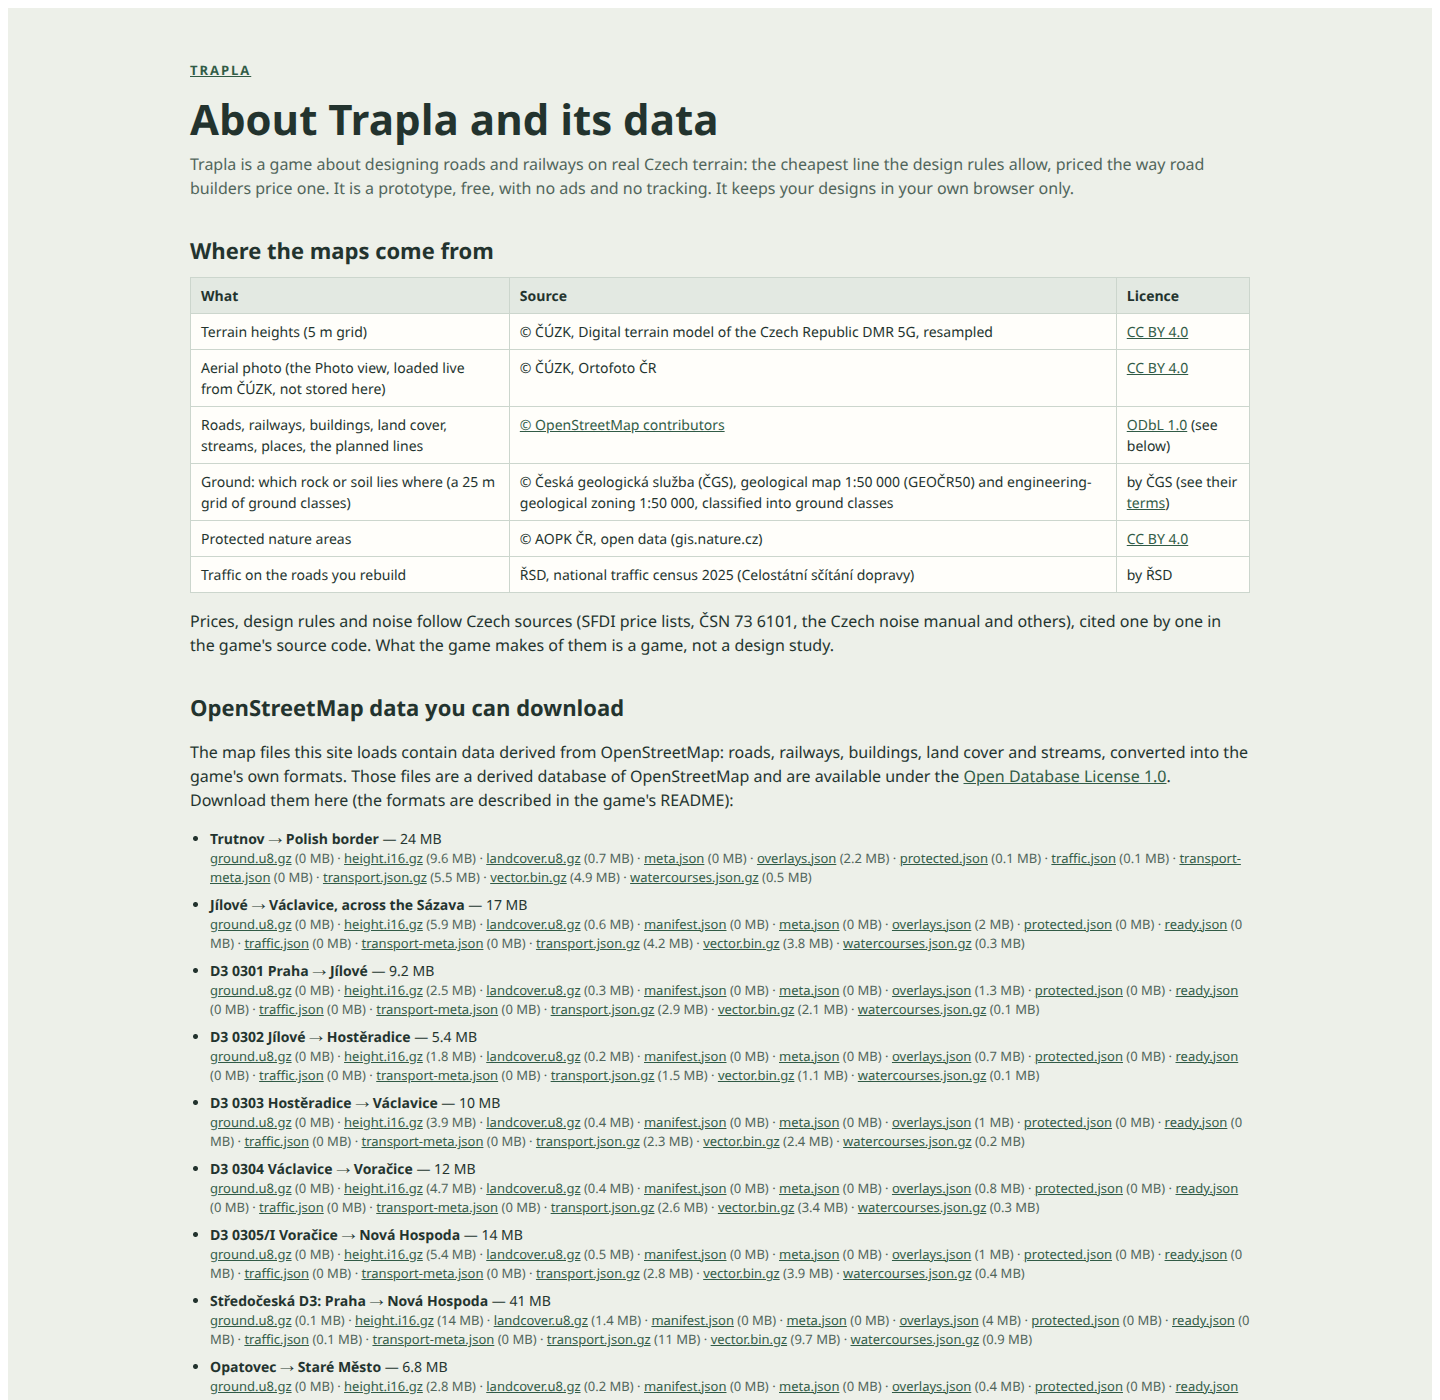 TRAPLA
About Trapla and its data
Trapla is a game about designing roads and railways on real Czech terrain: the cheapest line the design rules allow, priced the way road
builders price one. It is a prototype, free, with no ads and no tracking. It keeps your designs in your own browser only.
Where the maps come from
What Source Licence
Terrain heights (5 m grid) © ČÚZK, Digital terrain model of the Czech Republic DMR 5G, resampled CC BY 4.0
Aerial photo (the Photo view, loaded live © ČÚZK, Ortofoto ČR CC BY 4.0
from ČÚZK, not stored here)
Roads, railways, buildings, land cover, © OpenStreetMap contributors ODbL 1.0 (see
streams, places, the planned lines below)
Ground: which rock or soil lies where (a 25 m © Česká geologická služba (ČGS), geological map 1:50 000 (GEOČR50) and engineering- by ČGS (see their
grid of ground classes) geological zoning 1:50 000, classified into ground classes terms)
Protected nature areas © AOPK ČR, open data (gis.nature.cz) CC BY 4.0
Traffic on the roads you rebuild ŘSD, national traffic census 2025 (Celostátní sčítání dopravy) by ŘSD
Prices, design rules and noise follow Czech sources (SFDI price lists, ČSN 73 6101, the Czech noise manual and others), cited one by one in
the game's source code. What the game makes of them is a game, not a design study.
OpenStreetMap data you can download
The map files this site loads contain data derived from OpenStreetMap: roads, railways, buildings, land cover and streams, converted into the
game's own formats. Those files are a derived database of OpenStreetMap and are available under the Open Database License 1.0.
Download them here (the formats are described in the game's README):
• Trutnov → Polish border — 24 MB
ground.u8.gz (0 MB) · height.i16.gz (9.6 MB) · landcover.u8.gz (0.7 MB) · meta.json (0 MB) · overlays.json (2.2 MB) · protected.json (0.1 MB) · traffic.json (0.1 MB) · transport-
meta.json (0 MB) · transport.json.gz (5.5 MB) · vector.bin.gz (4.9 MB) · watercourses.json.gz (0.5 MB)
• Jílové → Václavice, across the Sázava — 17 MB
ground.u8.gz (0 MB) · height.i16.gz (5.9 MB) · landcover.u8.gz (0.6 MB) · manifest.json (0 MB) · meta.json (0 MB) · overlays.json (2 MB) · protected.json (0 MB) · ready.json (0
MB) · traffic.json (0 MB) · transport-meta.json (0 MB) · transport.json.gz (4.2 MB) · vector.bin.gz (3.8 MB) · watercourses.json.gz (0.3 MB)
• D3 0301 Praha → Jílové — 9.2 MB
ground.u8.gz (0 MB) · height.i16.gz (2.5 MB) · landcover.u8.gz (0.3 MB) · manifest.json (0 MB) · meta.json (0 MB) · overlays.json (1.3 MB) · protected.json (0 MB) · ready.json
(0 MB) · traffic.json (0 MB) · transport-meta.json (0 MB) · transport.json.gz (2.9 MB) · vector.bin.gz (2.1 MB) · watercourses.json.gz (0.1 MB)
• D3 0302 Jílové → Hostěradice — 5.4 MB
ground.u8.gz (0 MB) · height.i16.gz (1.8 MB) · landcover.u8.gz (0.2 MB) · manifest.json (0 MB) · meta.json (0 MB) · overlays.json (0.7 MB) · protected.json (0 MB) · ready.json
(0 MB) · traffic.json (0 MB) · transport-meta.json (0 MB) · transport.json.gz (1.5 MB) · vector.bin.gz (1.1 MB) · watercourses.json.gz (0.1 MB)
• D3 0303 Hostěradice → Václavice — 10 MB
ground.u8.gz (0 MB) · height.i16.gz (3.9 MB) · landcover.u8.gz (0.4 MB) · manifest.json (0 MB) · meta.json (0 MB) · overlays.json (1 MB) · protected.json (0 MB) · ready.json (0
MB) · traffic.json (0 MB) · transport-meta.json (0 MB) · transport.json.gz (2.3 MB) · vector.bin.gz (2.4 MB) · watercourses.json.gz (0.2 MB)
• D3 0304 Václavice → Voračice — 12 MB
ground.u8.gz (0 MB) · height.i16.gz (4.7 MB) · landcover.u8.gz (0.4 MB) · manifest.json (0 MB) · meta.json (0 MB) · overlays.json (0.8 MB) · protected.json (0 MB) · ready.json
(0 MB) · traffic.json (0 MB) · transport-meta.json (0 MB) · transport.json.gz (2.6 MB) · vector.bin.gz (3.4 MB) · watercourses.json.gz (0.3 MB)
• D3 0305/I Voračice → Nová Hospoda — 14 MB
ground.u8.gz (0 MB) · height.i16.gz (5.4 MB) · landcover.u8.gz (0.5 MB) · manifest.json (0 MB) · meta.json (0 MB) · overlays.json (1 MB) · protected.json (0 MB) · ready.json (0
MB) · traffic.json (0 MB) · transport-meta.json (0 MB) · transport.json.gz (2.8 MB) · vector.bin.gz (3.9 MB) · watercourses.json.gz (0.4 MB)
• Středočeská D3: Praha → Nová Hospoda — 41 MB
ground.u8.gz (0.1 MB) · height.i16.gz (14 MB) · landcover.u8.gz (1.4 MB) · manifest.json (0 MB) · meta.json (0 MB) · overlays.json (4 MB) · protected.json (0 MB) · ready.json (0
MB) · traffic.json (0.1 MB) · transport-meta.json (0 MB) · transport.json.gz (11 MB) · vector.bin.gz (9.7 MB) · watercourses.json.gz (0.9 MB)
• Opatovec → Staré Město — 6.8 MB
ground.u8.gz (0 MB) · height.i16.gz (2.8 MB) · landcover.u8.gz (0.2 MB) · manifest.json (0 MB) · meta.json (0 MB) · overlays.json (0.4 MB) · protected.json (0 MB) · ready.json